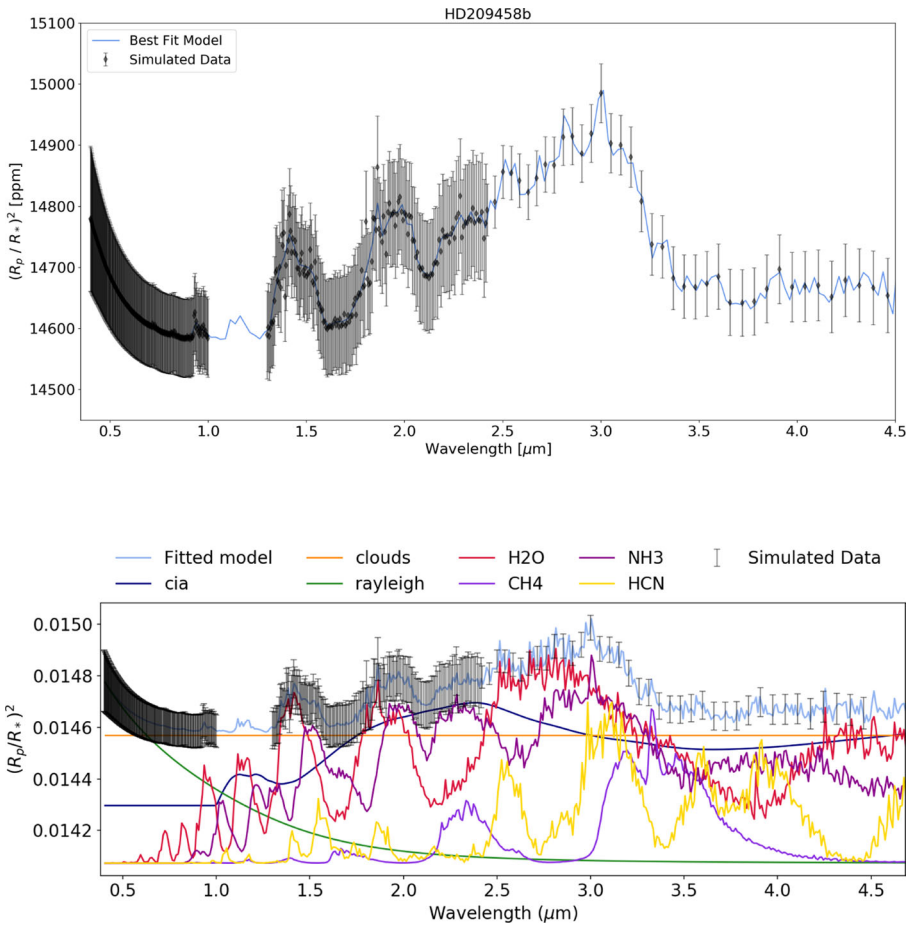 HD209458b
Best Fit Model
Simulated Data
15100
15000
14900
14800
14700
14600
14500
(Rp / R*)² [ppm]
0.5 1.0 1.5 2.0 2.5 3.0 3.5 4.0 4.5
Wavelength [μm]
Fitted model clouds H2O NH3 Simulated Data
cia rayleigh CH4 HCN
0.0150
0.0148
0.0146
0.0144
0.0142
(Rp/R*)²
0.5 1.0 1.5 2.0 2.5 3.0 3.5 4.0 4.5
Wavelength (μm)